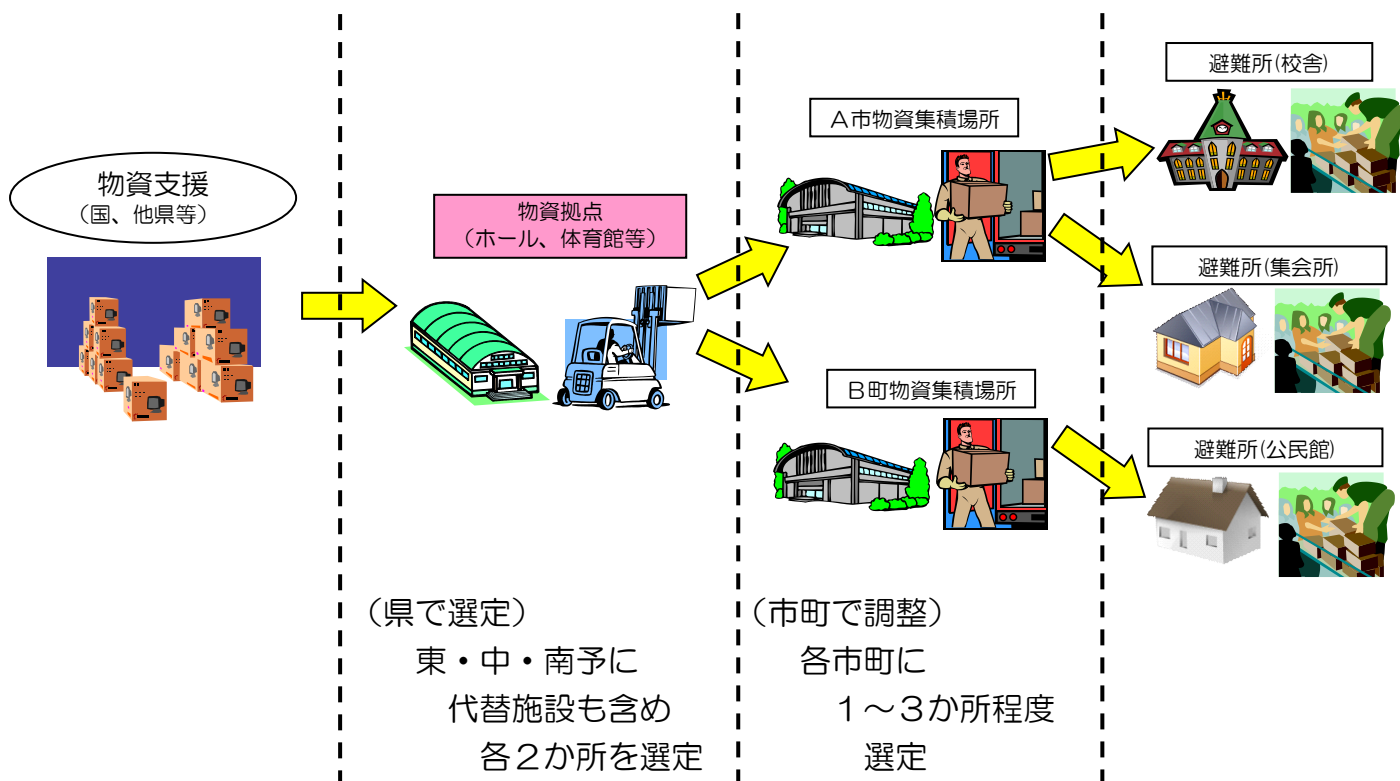 物資支援
（国、他県等）
物資拠点
（ホール、体育館等）
Ａ市物資集積場所
Ｂ町物資集積場所
避難所(校舎)
避難所(集会所)
避難所(公民館)
（県で選定）
東・中・南予に
代替施設も含め
各２か所を選定
（市町で調整）
各市町に
１～３か所程度
選定